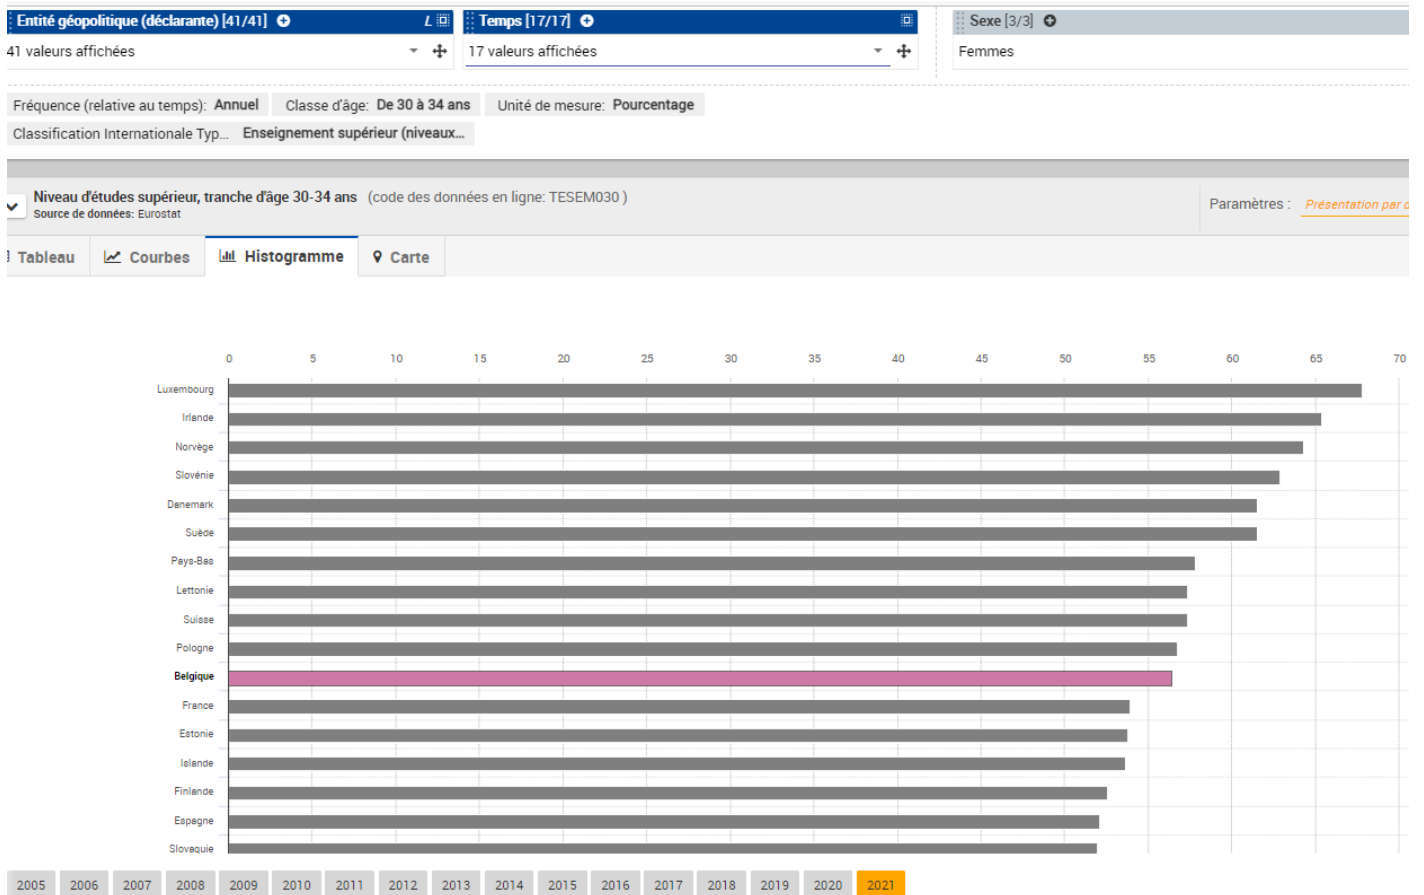 Entité géopolitique (déclarante) [41/41] L Temps [17/17] Sexe [3/3]
41 valeurs affichées 17 valeurs affichées Femmes
Fréquence (relative au temps): Annuel Classe d'âge: De 30 à 34 ans Unité de mesure: Pourcentage
Classification Internationale Typ... Enseignement supérieur (niveaux...
Niveau d'études supérieur, tranche d'âge 30-34 ans (code des données en ligne: TESEM030 )
Source de données: Eurostat
Paramètres : Présentation par
Tableau Courbes Histogramme Carte
0 5 10 15 20 25 30 35 40 45 50 55 60 65 70
Luxembourg
Irlande
Norvège
Slovénie
Danemark
Suède
Pays-Bas
Lettonie
Suisse
Pologne
Belgique
France
Estonie
Islande
Finlande
Espagne
Slovaquie
2005 2006 2007 2008 2009 2010 2011 2012 2013 2014 2015 2016 2017 2018 2019 2020 2021